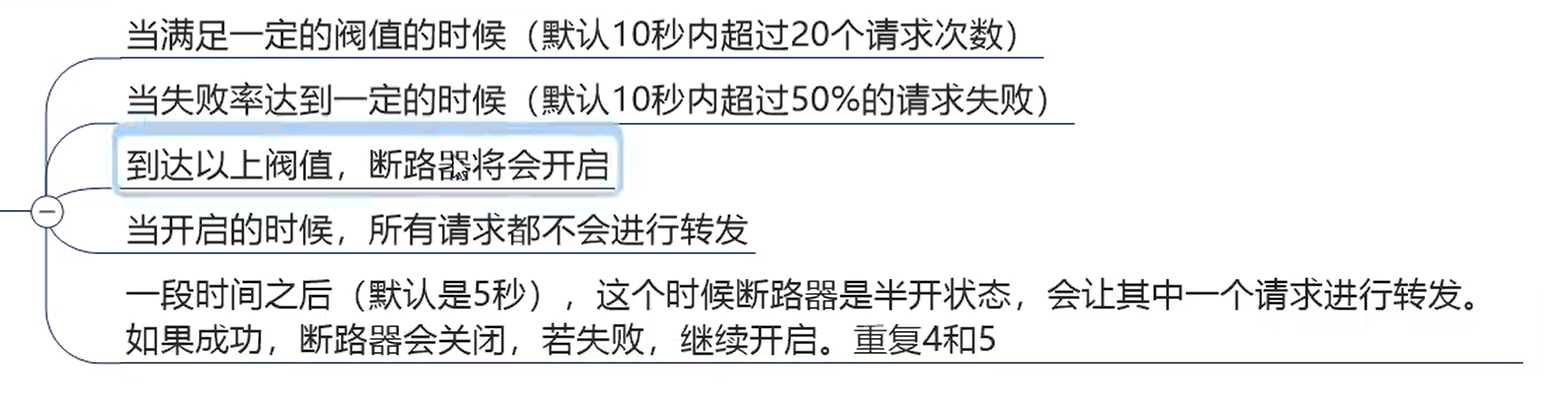 当满足一定的阀值的时候（默认10秒内超过20个请求次数）
当失败率达到一定的时候（默认10秒内超过50%的请求失败）
到达以上阀值，断路器将会开启
当开启的时候，所有请求都不会进行转发
一段时间之后（默认是5秒），这个时候断路器是半开状态，会让其中一个请求进行转发。
如果成功，断路器会关闭，若失败，继续开启。重复4和5